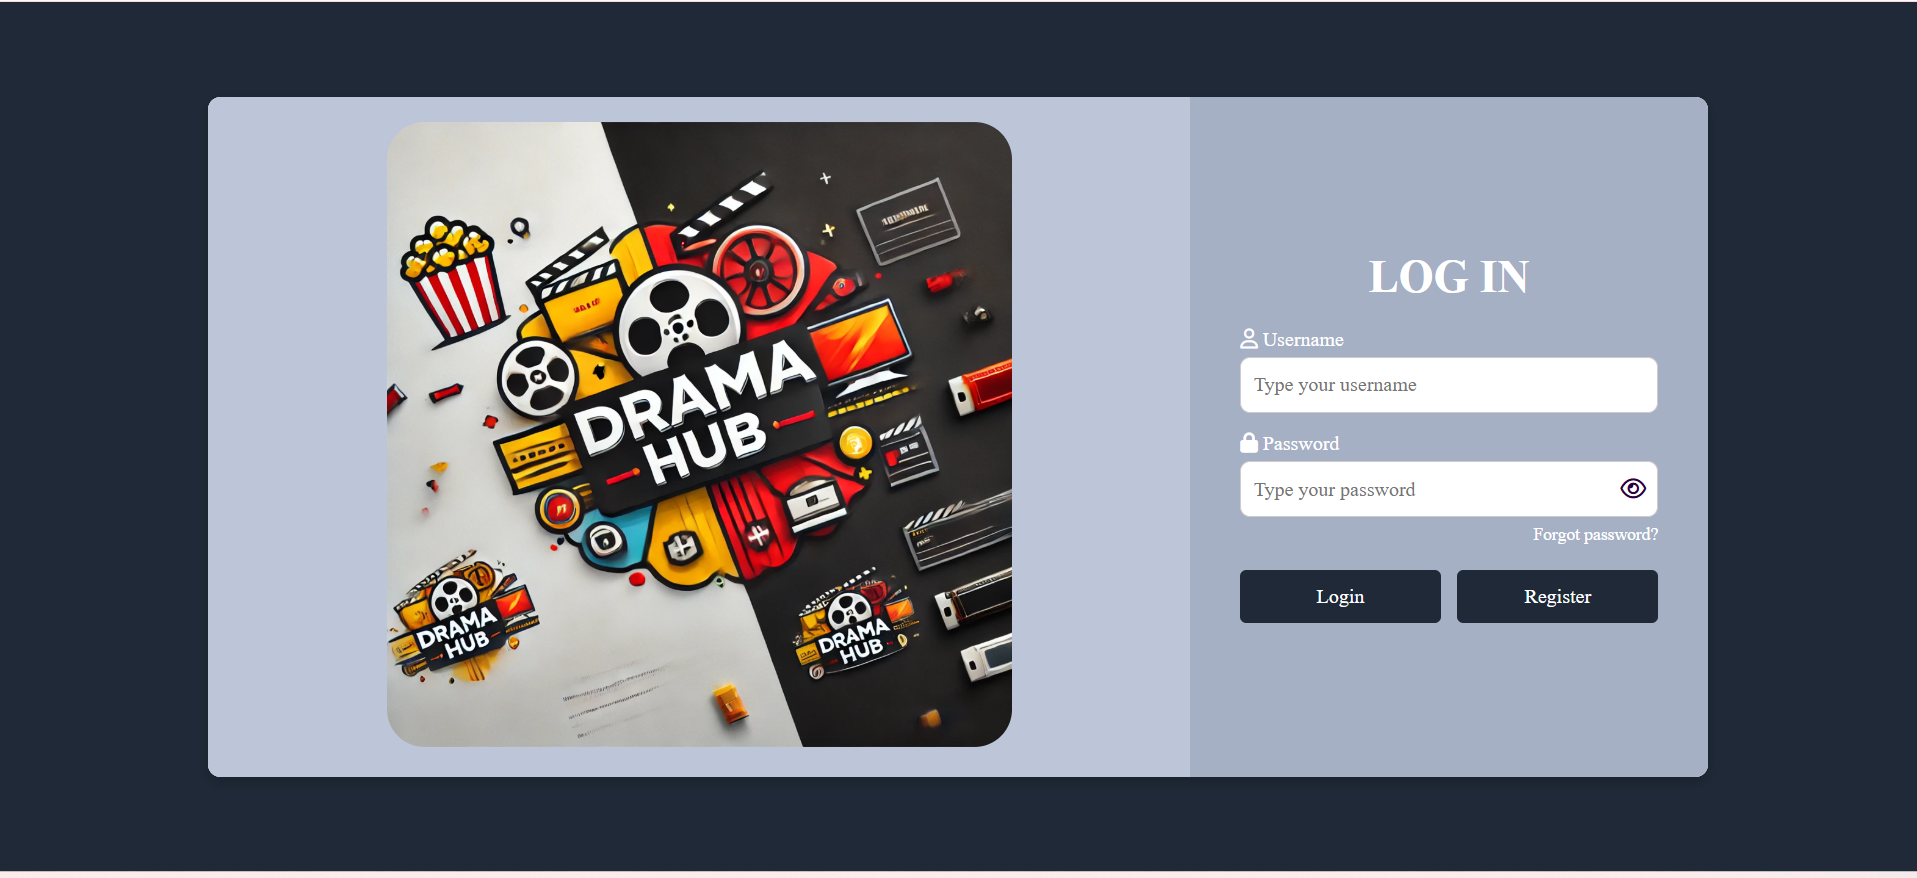 DRAMA
HUB
DRAMA
HUB
DRAMA
HUB
LOG IN
Username
Type your username
Password
Type your password
Forgot password?
Login
Register